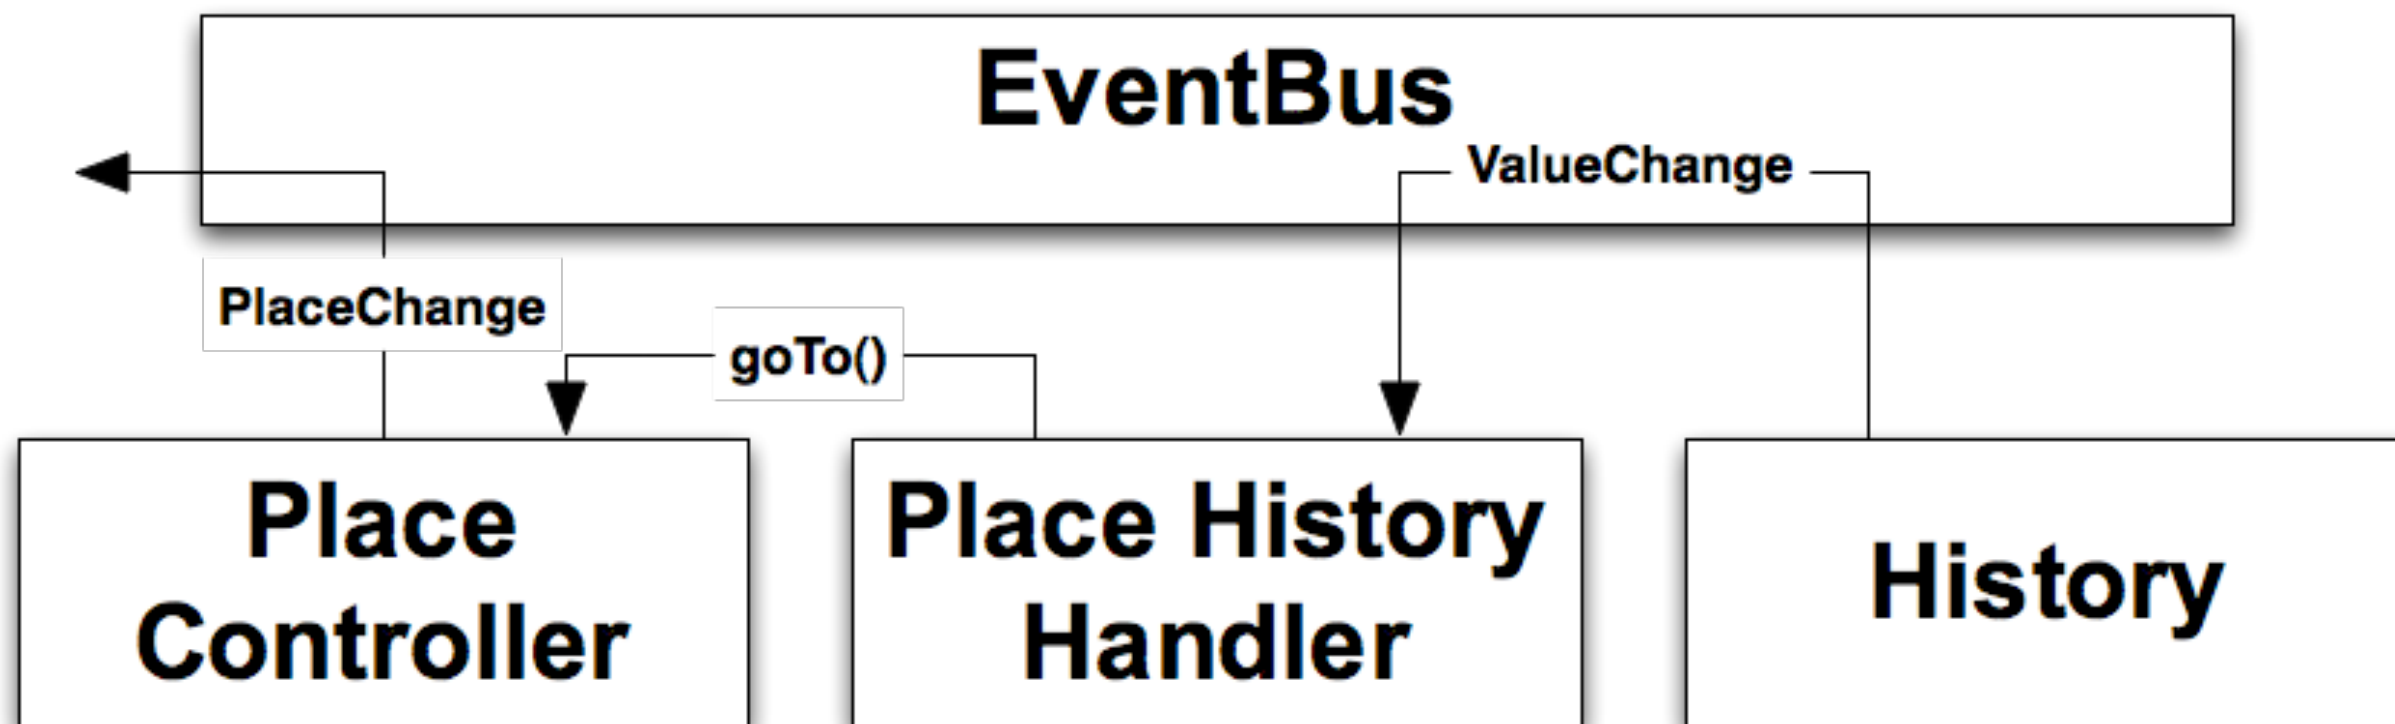 EventBus
ValueChange
PlaceChange
goTo()
Place
Controller
Place History
Handler
History